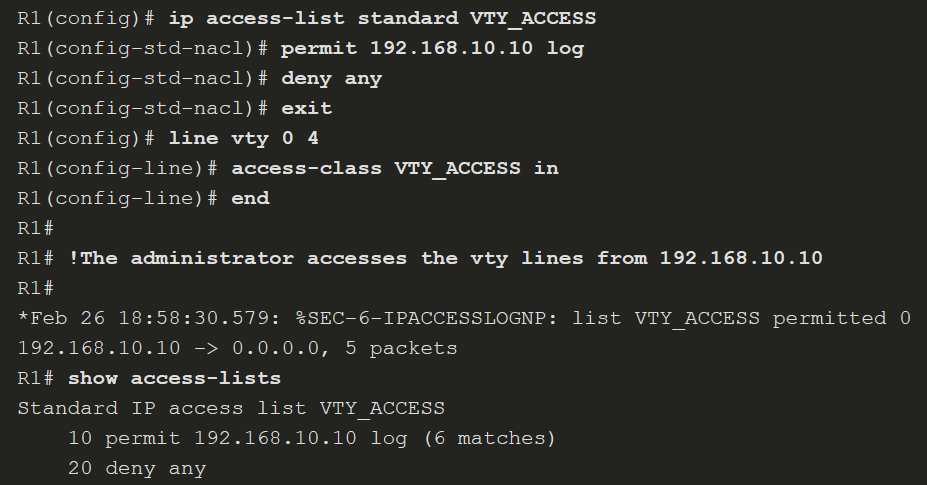 R1(config)# ip access-list standard VTY_ACCESS
R1(config-std-nacl)# permit 192.168.10.10 log
R1(config-std-nacl)# deny any
R1(config-std-nacl)# exit
R1(config)# line vty 0 4
R1(config-line)# access-class VTY_ACCESS in
R1(config-line)# end
R1#
R1# !The administrator accesses the vty lines from 192.168.10.10
R1#
*Feb 26 18:58:30.579: %SEC-6-IPACCESSLOGNP: list VTY_ACCESS permitted 0
192.168.10.10 -> 0.0.0.0, 5 packets
R1# show access-lists
Standard IP access list VTY_ACCESS
    10 permit 192.168.10.10 log (6 matches)
    20 deny any